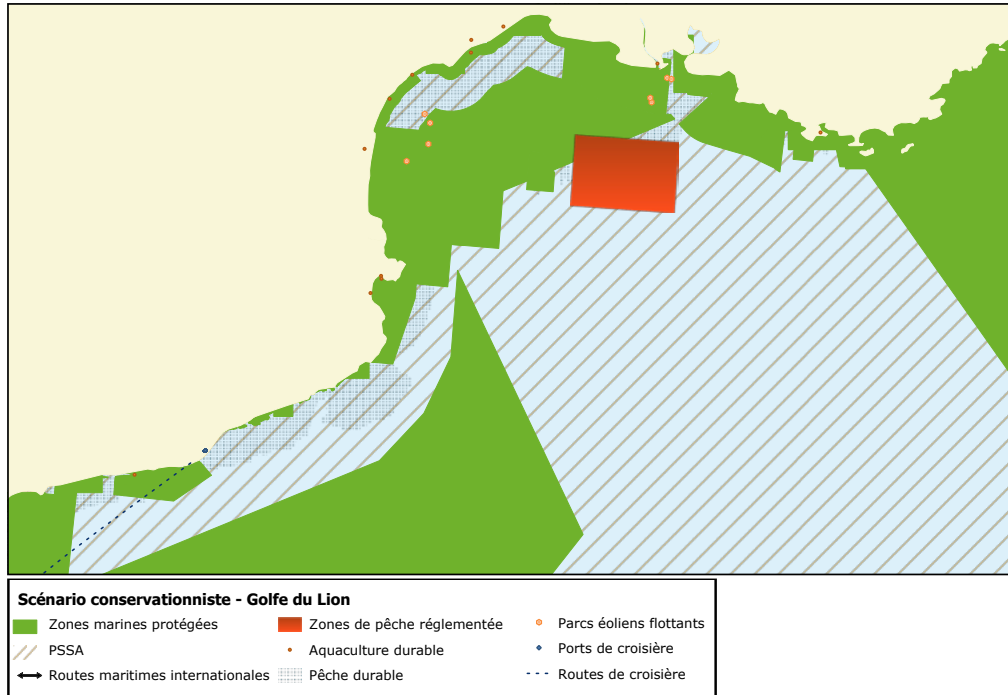 Scénario conservationniste - Golfe du Lion
Zones marines protégées
Zones de pêche réglementée
Parcs éoliens flottants
PSSA
Aquaculture durable
Ports de croisière
Routes maritimes internationales
Pêche durable
Routes de croisière